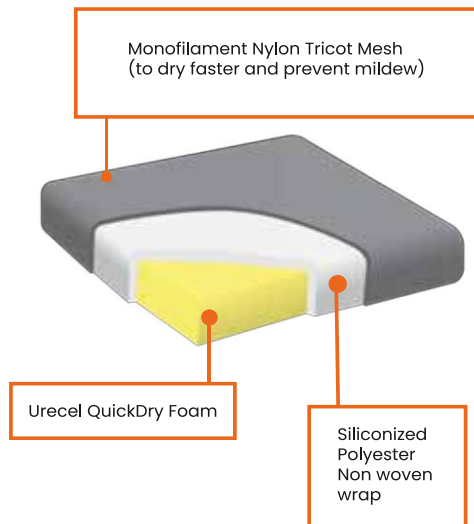 Monofilament Nylon Tricot Mesh
(to dry faster and prevent mildew)
Urecel QuickDry Foam
Siliconized
Polyester
Non woven
wrap